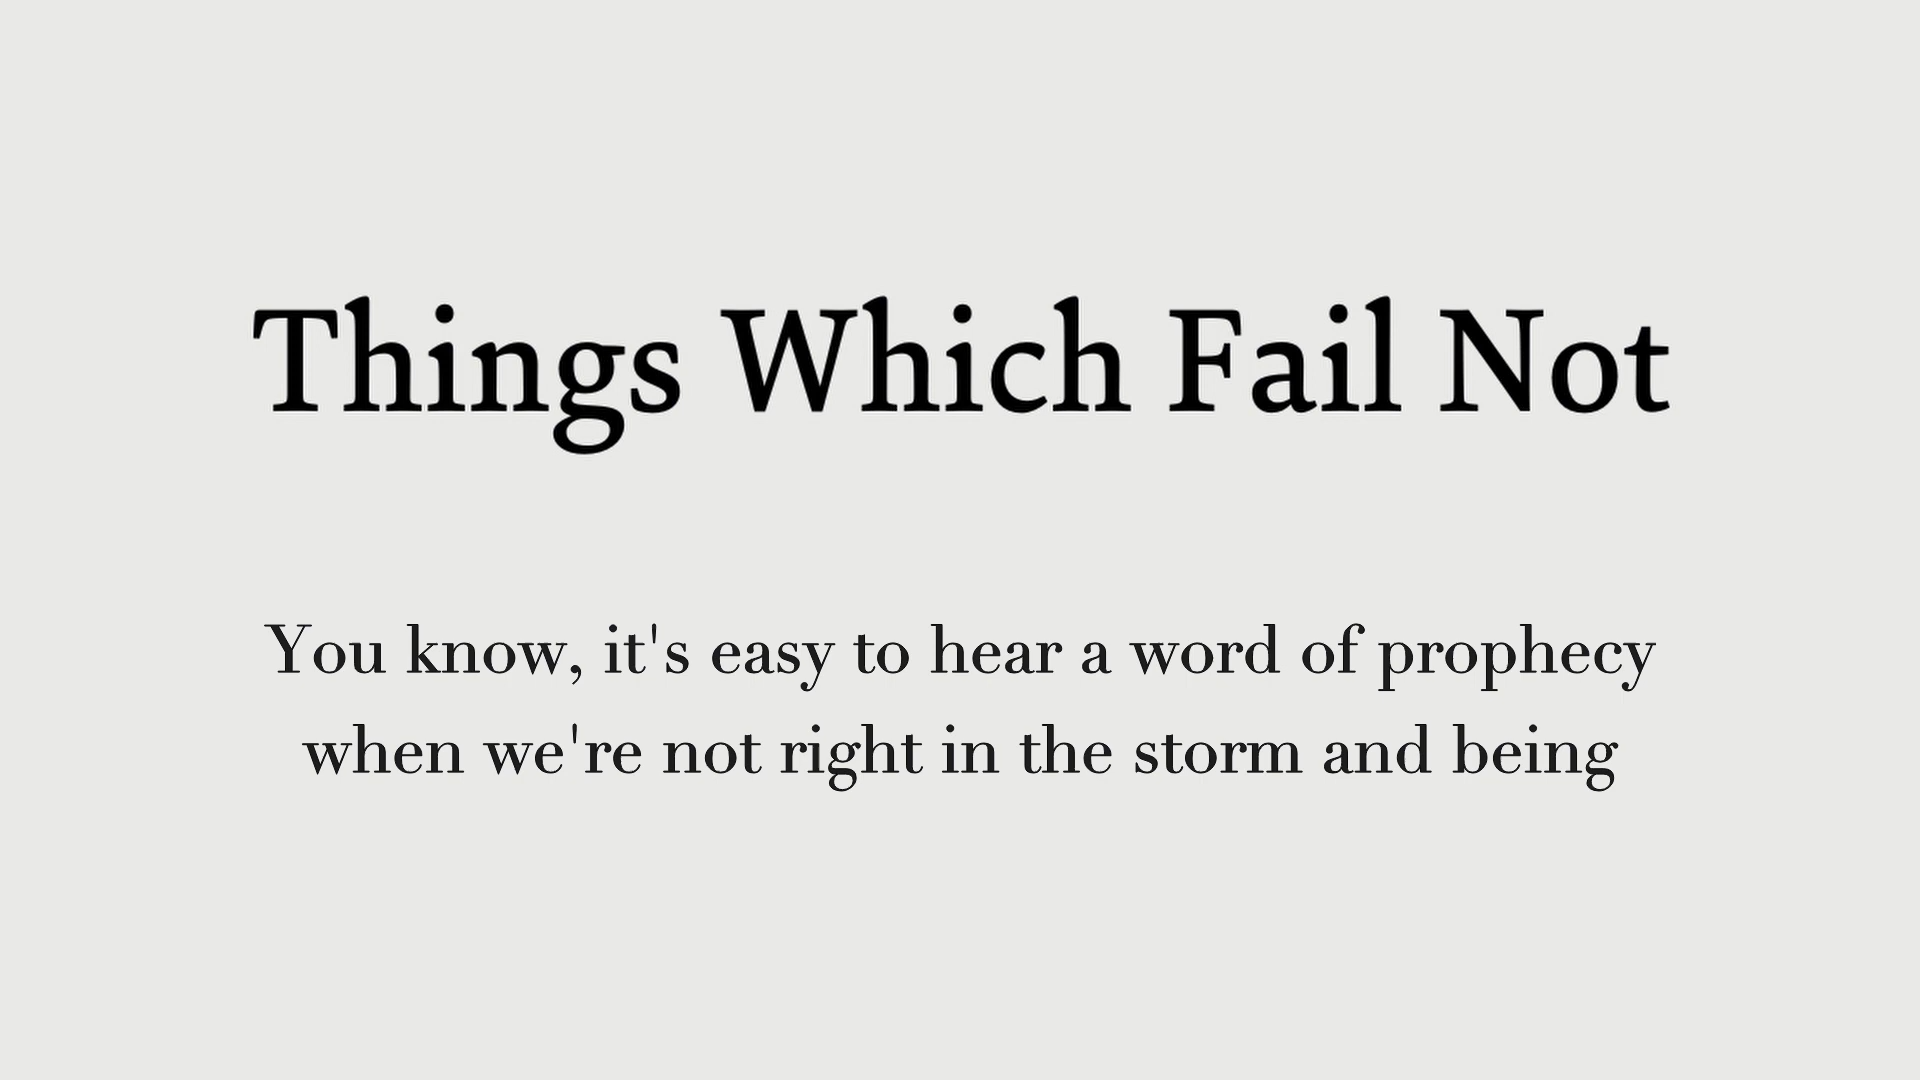 Things Which Fail Not
You know, it's easy to hear a word of prophecy
when we're not right in the storm and being